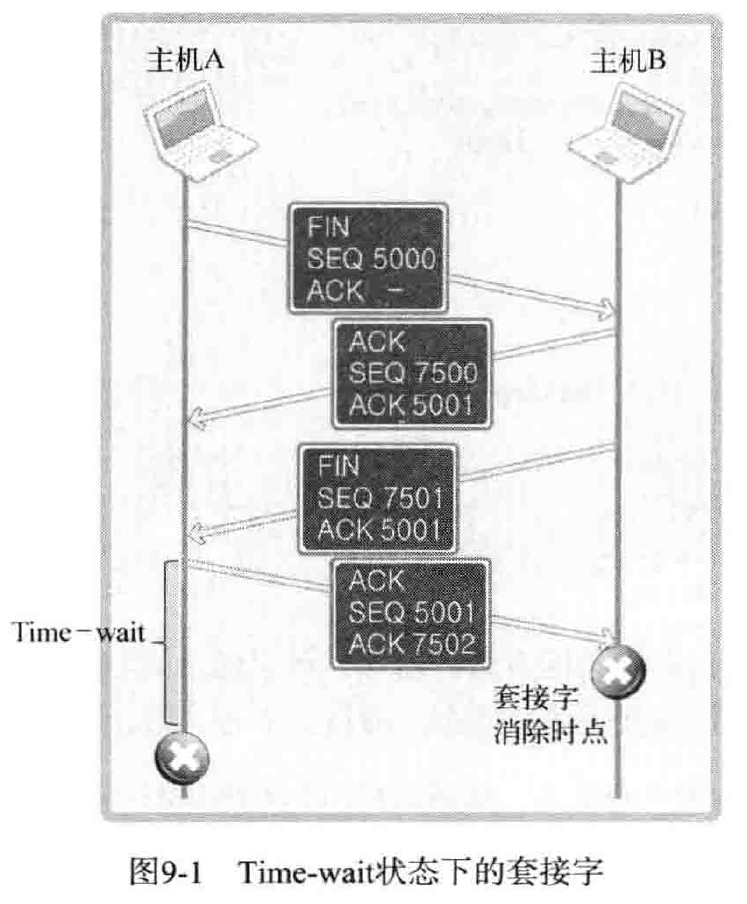 主机A
主机B
FIN
SEQ 5000
ACK －
ACK
SEQ 7500
ACK 5001
FIN
SEQ 7501
ACK 5001
ACK
SEQ 5001
ACK 7502
Time－wait
套接字
消除时点
图9-1 Time-wait状态下的套接字